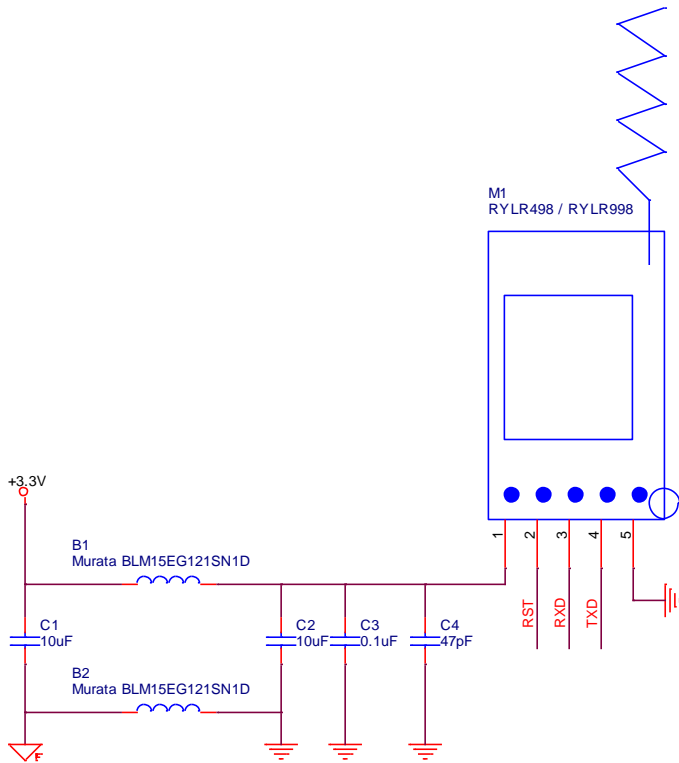 M1
RYLR498 / RYLR998
+3.3V
1
2
3
4
5
B1
Murata BLM15EG121SN1D
RST
RXD
TXD
C1
10uF
C2
10uF
C3
0.1uF
C4
47pF
B2
Murata BLM15EG121SN1D